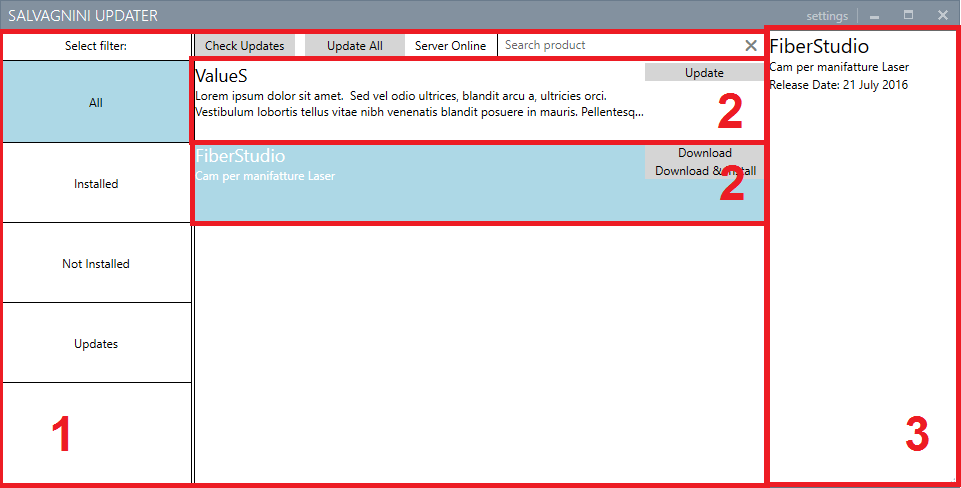 SALVAGNINI UPDATER
settings
Select filter:
Check Updates
Update All
Server Online
Search product
All
Installed
Not Installed
Updates
1
ValueS
Lorem ipsum dolor sit amet.  Sed vel odio ultrices, blandit arcu a, ultricies orci.
Vestibulum lobortis tellus vitae nibh venenatis blandit posuere in mauris. Pellentesq...
Update
2
FiberStudio
Cam per manifatture Laser
Download
Download & Install
2
FiberStudio
Cam per manifatture Laser
Release Date: 21 July 2016
3